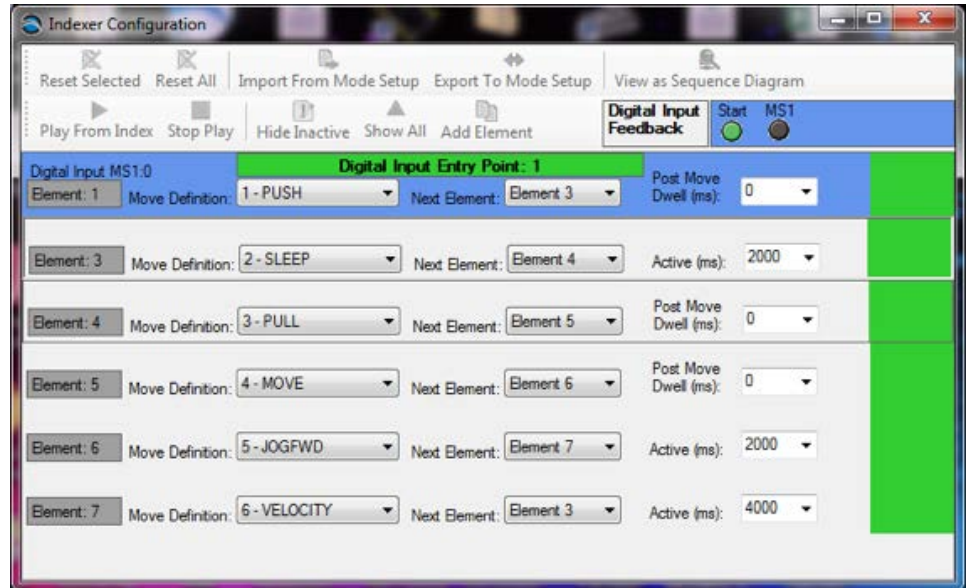 Indexer Configuration
Reset Selected Reset All Import From Mode Setup Export To Mode Setup View as Sequence Diagram
Play From Index Stop Play Hide Inactive Show All Add Element Digital Input Feedback Start MS1
Digital Input MS1:0 Digital Input Entry Point: 1
Element: 1 Move Definition: 1 - PUSH Next Element: Element 3 Post Move Dwell (ms): 0
Element: 3 Move Definition: 2 - SLEEP Next Element: Element 4 Active (ms): 2000
Element: 4 Move Definition: 3 - PULL Next Element: Element 5 Post Move Dwell (ms): 0
Element: 5 Move Definition: 4 - MOVE Next Element: Element 6 Post Move Dwell (ms): 0
Element: 6 Move Definition: 5 - JOGFWD Next Element: Element 7 Active (ms): 2000
Element: 7 Move Definition: 6 - VELOCITY Next Element: Element 3 Active (ms): 4000